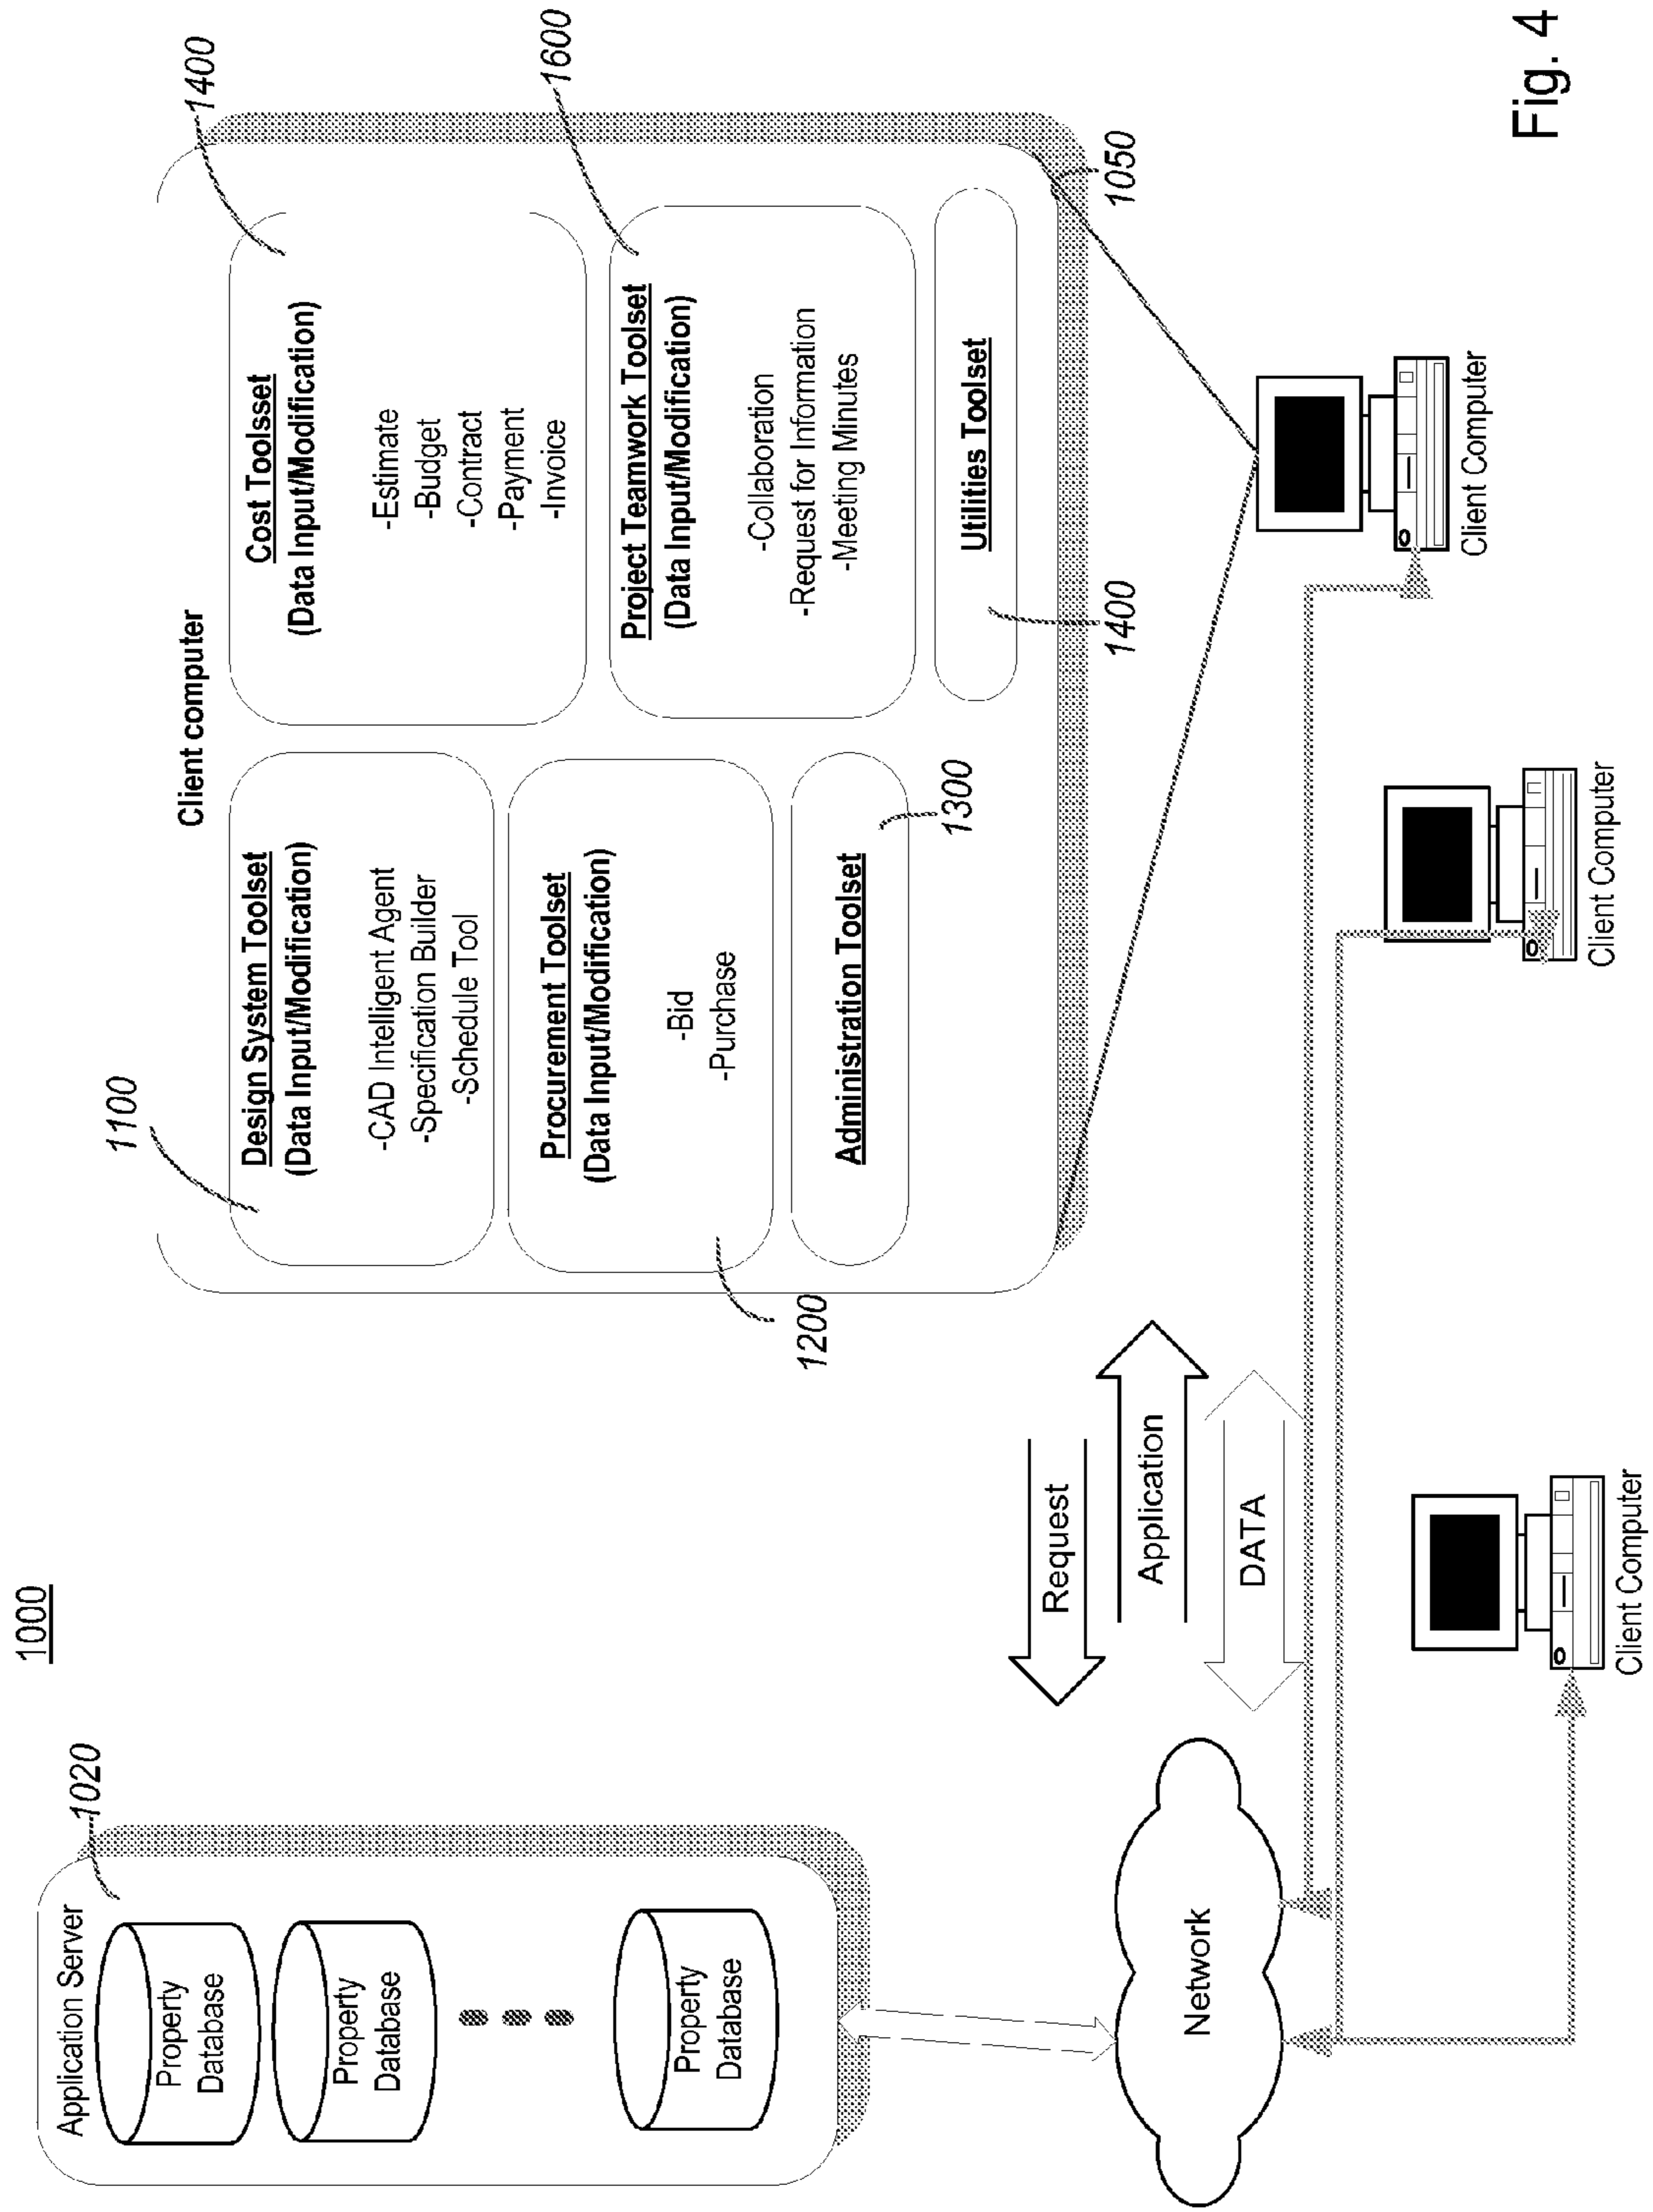 1000
Application Server
1020
Property
Database
Property
Database
Property
Database
Network
Request
Application
DATA
Client computer
1100
Design System Toolset
(Data Input/Modification)
-CAD Intelligent Agent
-Specification Builder
-Schedule Tool
1200
Procurement Toolset
(Data Input/Modification)
-Bid
-Purchase
Administration Toolset
1300
1400
Cost Toolsset
(Data Input/Modification)
-Estimate
-Budget
-Contract
-Payment
-Invoice
1600
Project Teamwork Toolset
(Data Input/Modification)
-Collaboration
-Request for Information
-Meeting Minutes
Utilities Toolset
1400
1050
Client Computer
Client Computer
Client Computer
Fig. 4